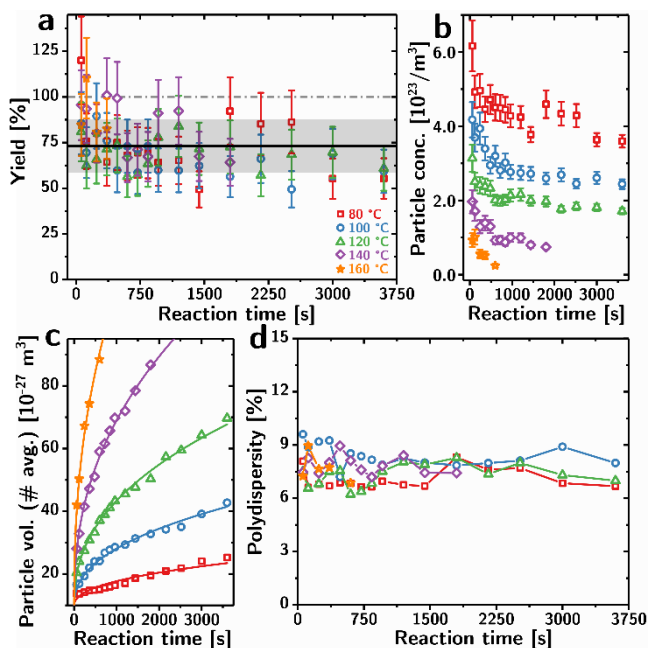 a
Yield [%]
125
100
75
50
25
0
0 750 1500 2250 3000 3750
Reaction time [s]
80 °C
100 °C
120 °C
140 °C
160 °C
b
Particle conc. [10²³/m³]
6.0
4.0
2.0
0.0
0 1000 2000 3000
Reaction time [s]
c
Particle vol. (# avg.) [10⁻²⁷ m³]
80
60
40
20
0 1000 2000 3000
Reaction time [s]
d
Polydispersity [%]
15
12
9
6
3
0
0 750 1500 2250 3000 3750
Reaction time [s]